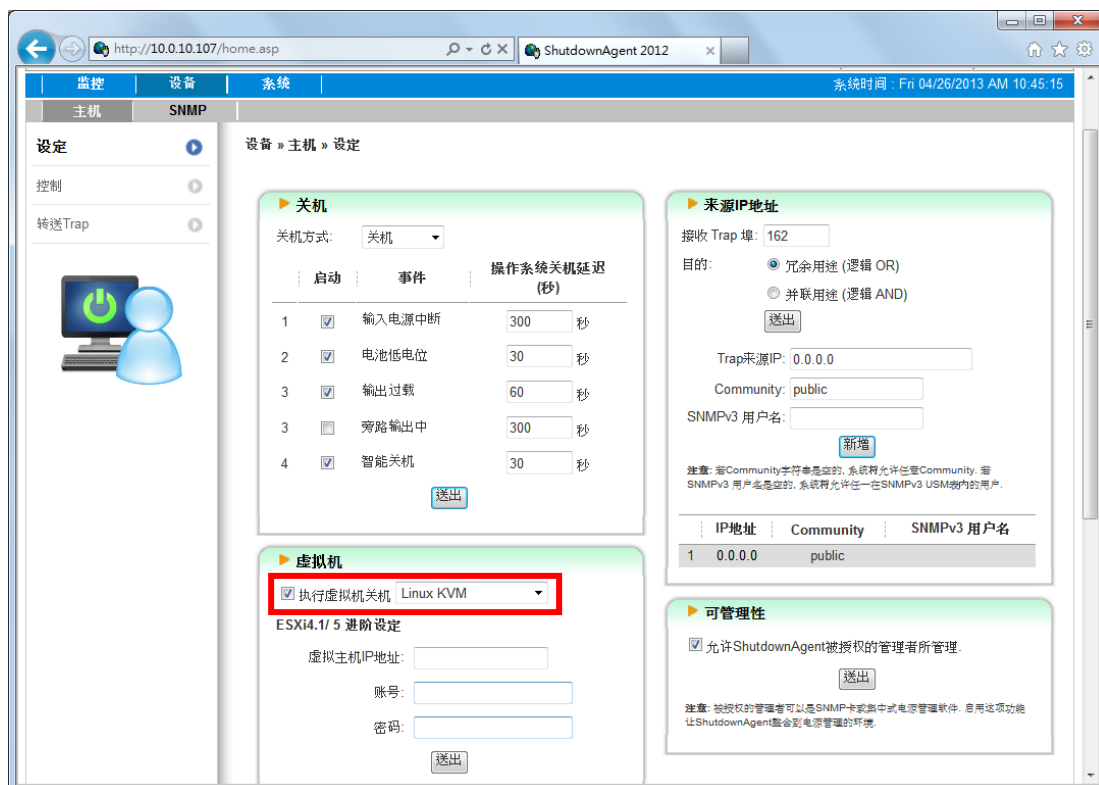 http://10.0.10.107/home.asp
ShutdownAgent 2012
监控 设备 系统 系统时间 : Fri 04/26/2013 AM 10:45:15
主机 SNMP
设定
控制
转送Trap
设备 » 主机 » 设定
关机
关机方式: 关机
启动 事件 操作系统关机延迟
(秒)
1 输入电源中断 300 秒
2 电池低电位 30 秒
3 输出过载 60 秒
3 旁路输出中 300 秒
4 智能关机 30 秒
送出
虚拟机
执行虚拟机关机 Linux KVM
ESXi4.1/ 5 进阶设定
虚拟主机IP地址:
账号:
密码:
送出
来源IP地址
接收 Trap 埠: 162
目的: 冗余用途 (逻辑 OR)
并联用途 (逻辑 AND)
送出
Trap来源IP: 0.0.0.0
Community: public
SNMPv3 用户名:
新增
注意: 若Community字符串是空的, 系统将允许任意Community. 若
SNMPv3 用户名是空的, 系统将允许任一在SNMPv3 USM表内的用户.
IP地址 Community SNMPv3 用户名
1 0.0.0.0 public
可管理性
允许ShutdownAgent被授权的管理者所管理.
送出
注意: 被授权的管理者可以是SNMP卡或集中式电源管理软件. 启用这项功能
让ShutdownAgent整合到电源管理的环境.